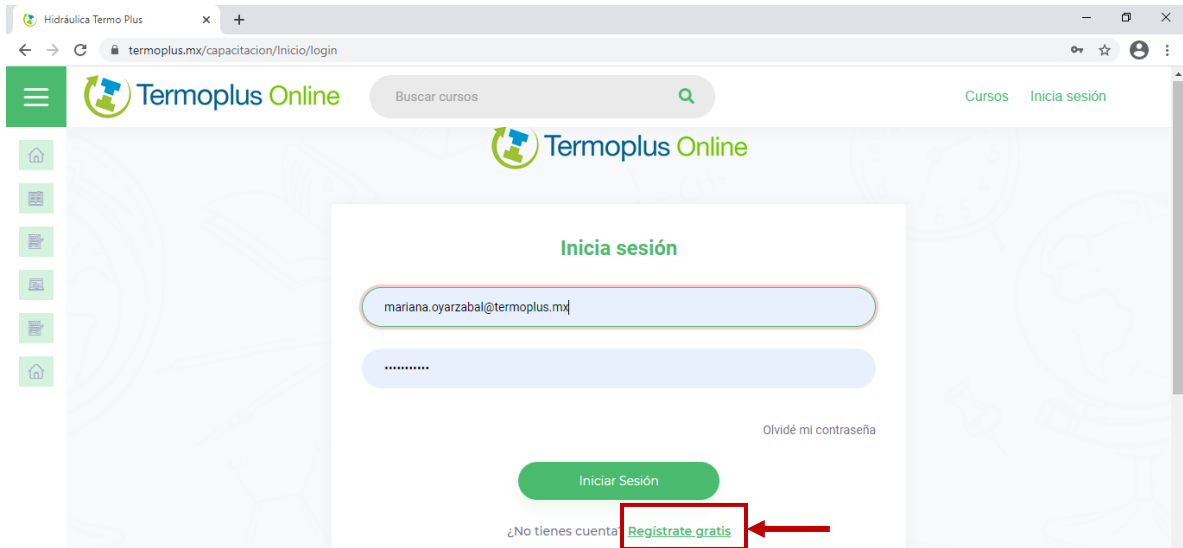 Hidráulica Termo Plus
termoplus.mx/capacitacion/Inicio/login
Termoplus Online
Buscar cursos
Cursos
Inicia sesión
Termoplus Online
Inicia sesión
mariana.oyarzabal@termoplus.mx
•••••••••••
Olvidé mi contraseña
Iniciar Sesión
¿No tienes cuenta? Regístrate gratis